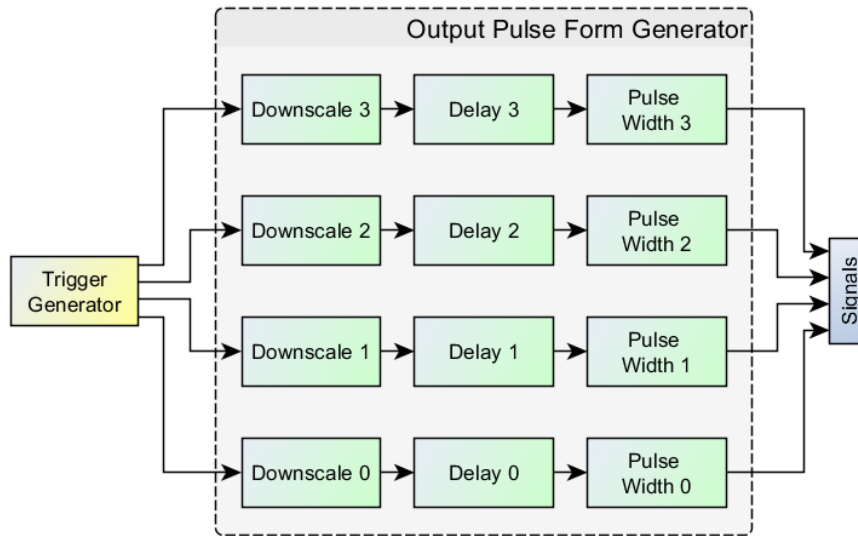 Output Pulse Form Generator
Downscale 3
Delay 3
Pulse
Width 3
Downscale 2
Delay 2
Pulse
Width 2
Trigger
Generator
Signals
Downscale 1
Delay 1
Pulse
Width 1
Downscale 0
Delay 0
Pulse
Width 0